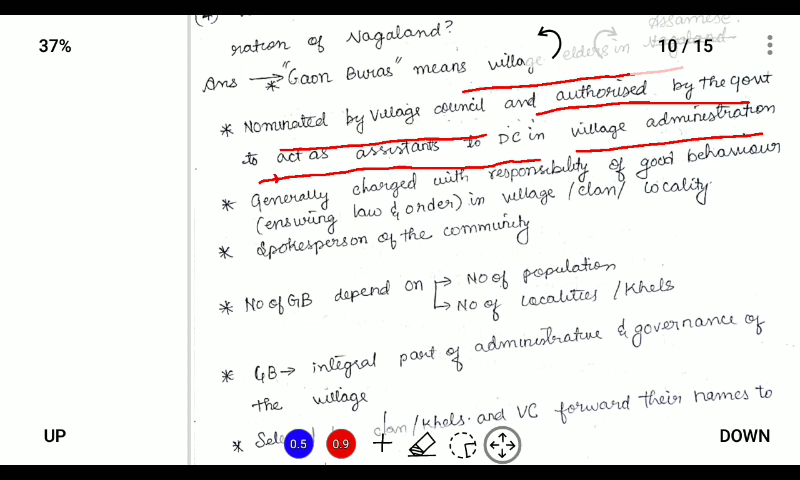 37%
(4)
Assamese.
ration of Nagaland?
elders in Nagaland
10 / 15
Ans → * "Gaon Buras" means village
* Nominated by village council and authorised by the govt
to act as assistants to DC in village administration
* Generally charged with responsibility of good behaviour
(ensuring law & order) in village /clan/ locality.
* Spokesperson of the community
* No of GB depend on → No of population
→ No of localities / Khels
* GB → integral part of administrative & governance of
the village
* Sel clan/Khels. and VC forward their names to
UP
0.5
0.9
DOWN